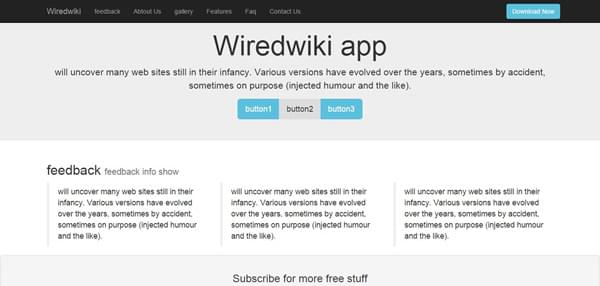 Wiredwiki feedback About Us gallery Features Faq Contact Us Download Now
Wiredwiki app
will uncover many web sites still in their infancy. Various versions have evolved over the years, sometimes by accident,
sometimes on purpose (injected humour and the like).
button1 button2 button3
feedback feedback info show
will uncover many web sites still in their
infancy. Various versions have evolved
over the years, sometimes by accident,
sometimes on purpose (injected humour
and the like).
will uncover many web sites still in their
infancy. Various versions have evolved
over the years, sometimes by accident,
sometimes on purpose (injected humour
and the like).
will uncover many web sites still in their
infancy. Various versions have evolved
over the years, sometimes by accident,
sometimes on purpose (injected humour
and the like).
Subscribe for more free stuff